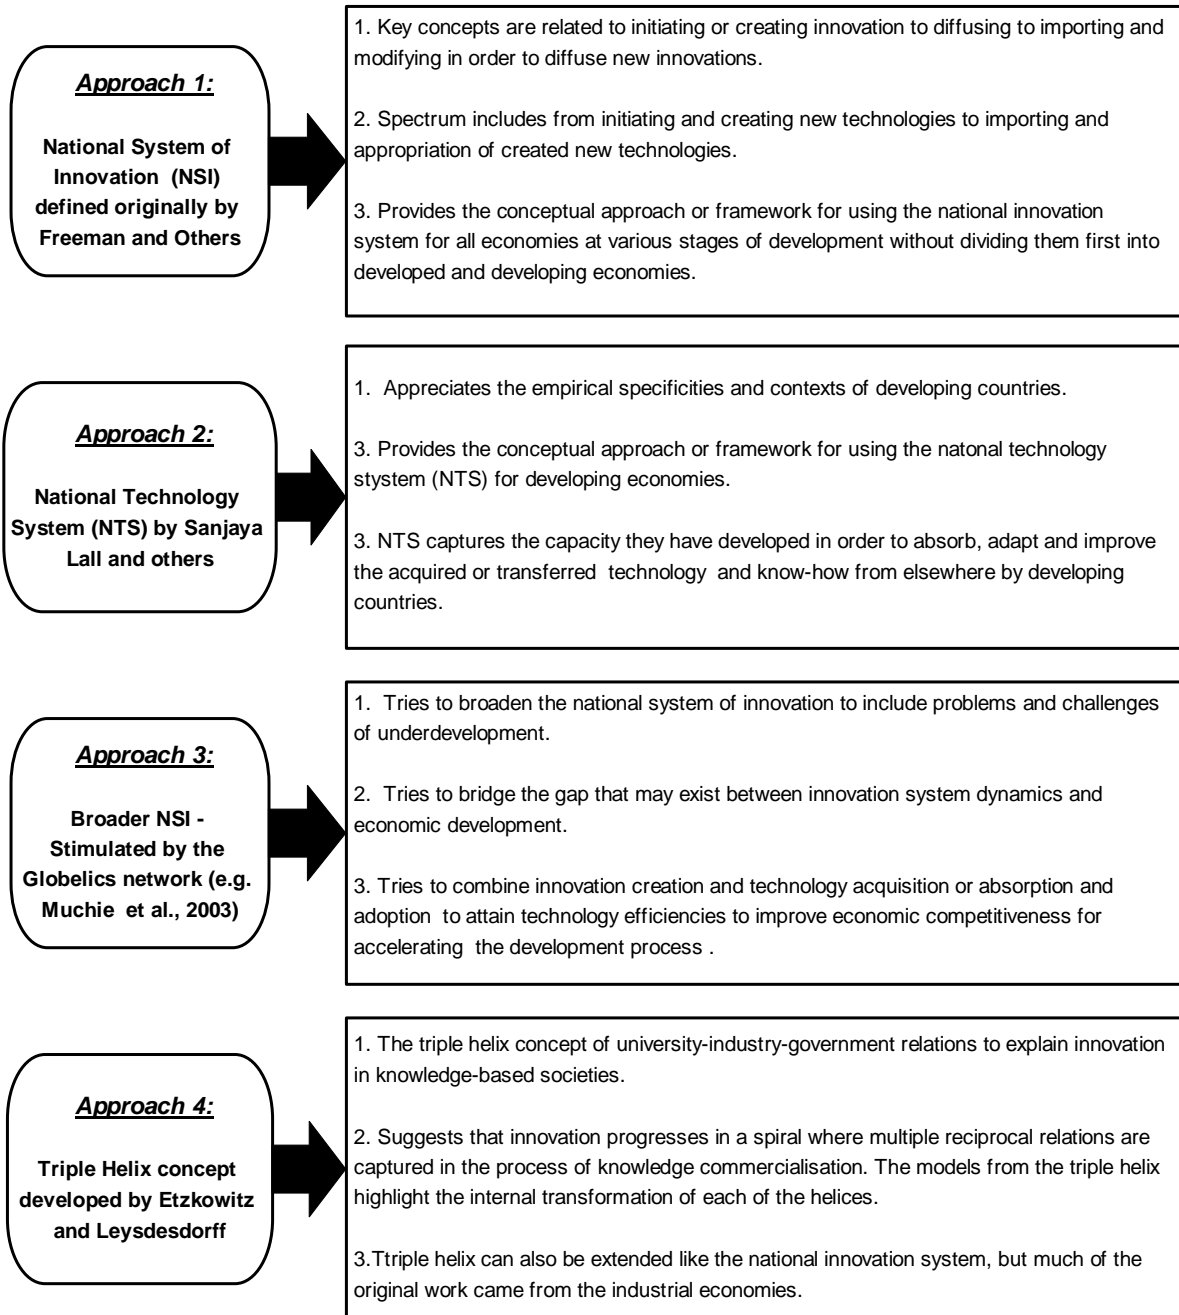 Approach 1:
National System of
Innovation (NSI)
defined originally by
Freeman and Others
1. Key concepts are related to initiating or creating innovation to diffusing to importing and
modifying in order to diffuse new innovations.
2. Spectrum includes from initiating and creating new technologies to importing and
appropriation of created new technologies.
3. Provides the conceptual approach or framework for using the national innovation
system for all economies at various stages of development without dividing them first into
developed and developing economies.
Approach 2:
National Technology
System (NTS) by Sanjaya
Lall and others
1. Appreciates the empirical specificities and contexts of developing countries.
3. Provides the conceptual approach or framework for using the natonal technology
stystem (NTS) for developing economies.
3. NTS captures the capacity they have developed in order to absorb, adapt and improve
the acquired or transferred technology and know-how from elsewhere by developing
countries.
Approach 3:
Broader NSI -
Stimulated by the
Globelics network (e.g.
Muchie et al., 2003)
1. Tries to broaden the national system of innovation to include problems and challenges
of underdevelopment.
2. Tries to bridge the gap that may exist between innovation system dynamics and
economic development.
3. Tries to combine innovation creation and technology acquisition or absorption and
adoption to attain technology efficiencies to improve economic competitiveness for
accelerating the development process .
Approach 4:
Triple Helix concept
developed by Etzkowitz
and Leysdesdorff
1. The triple helix concept of university-industry-government relations to explain innovation
in knowledge-based societies.
2. Suggests that innovation progresses in a spiral where multiple reciprocal relations are
captured in the process of knowledge commercialisation. The models from the triple helix
highlight the internal transformation of each of the helices.
3.Ttriple helix can also be extended like the national innovation system, but much of the
original work came from the industrial economies.